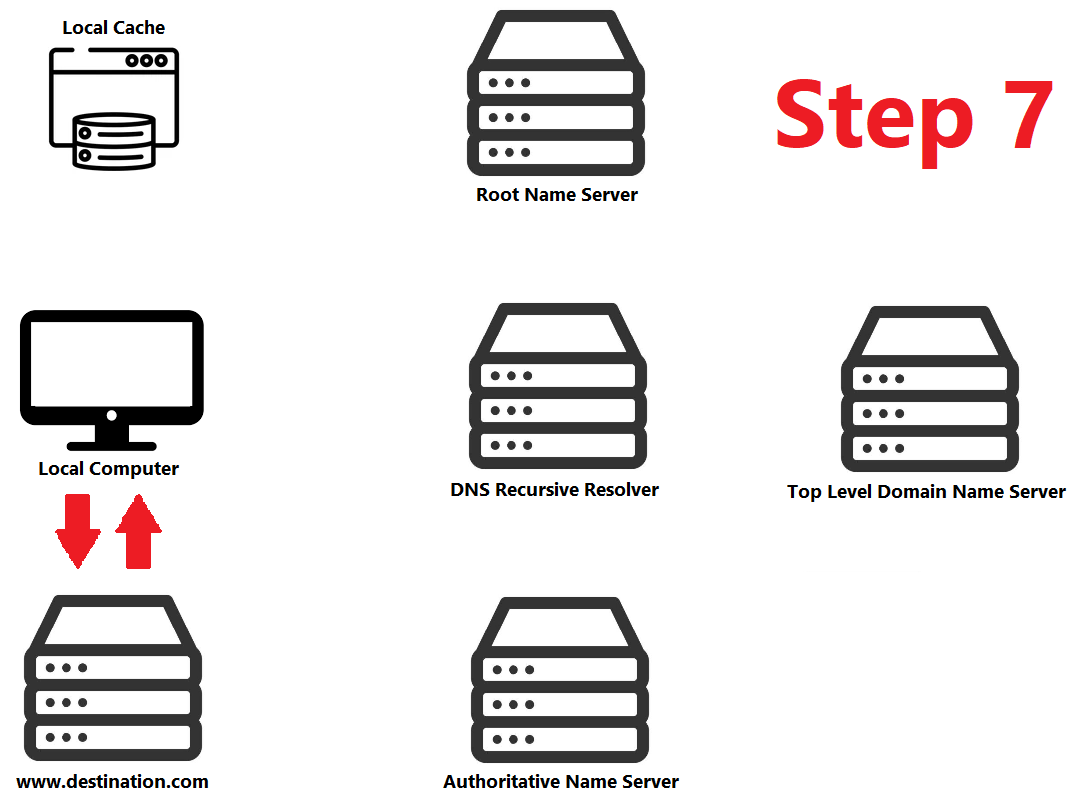 Local Cache
Step 7
Root Name Server
Local Computer
DNS Recursive Resolver
Top Level Domain Name Server
www.destination.com
Authoritative Name Server